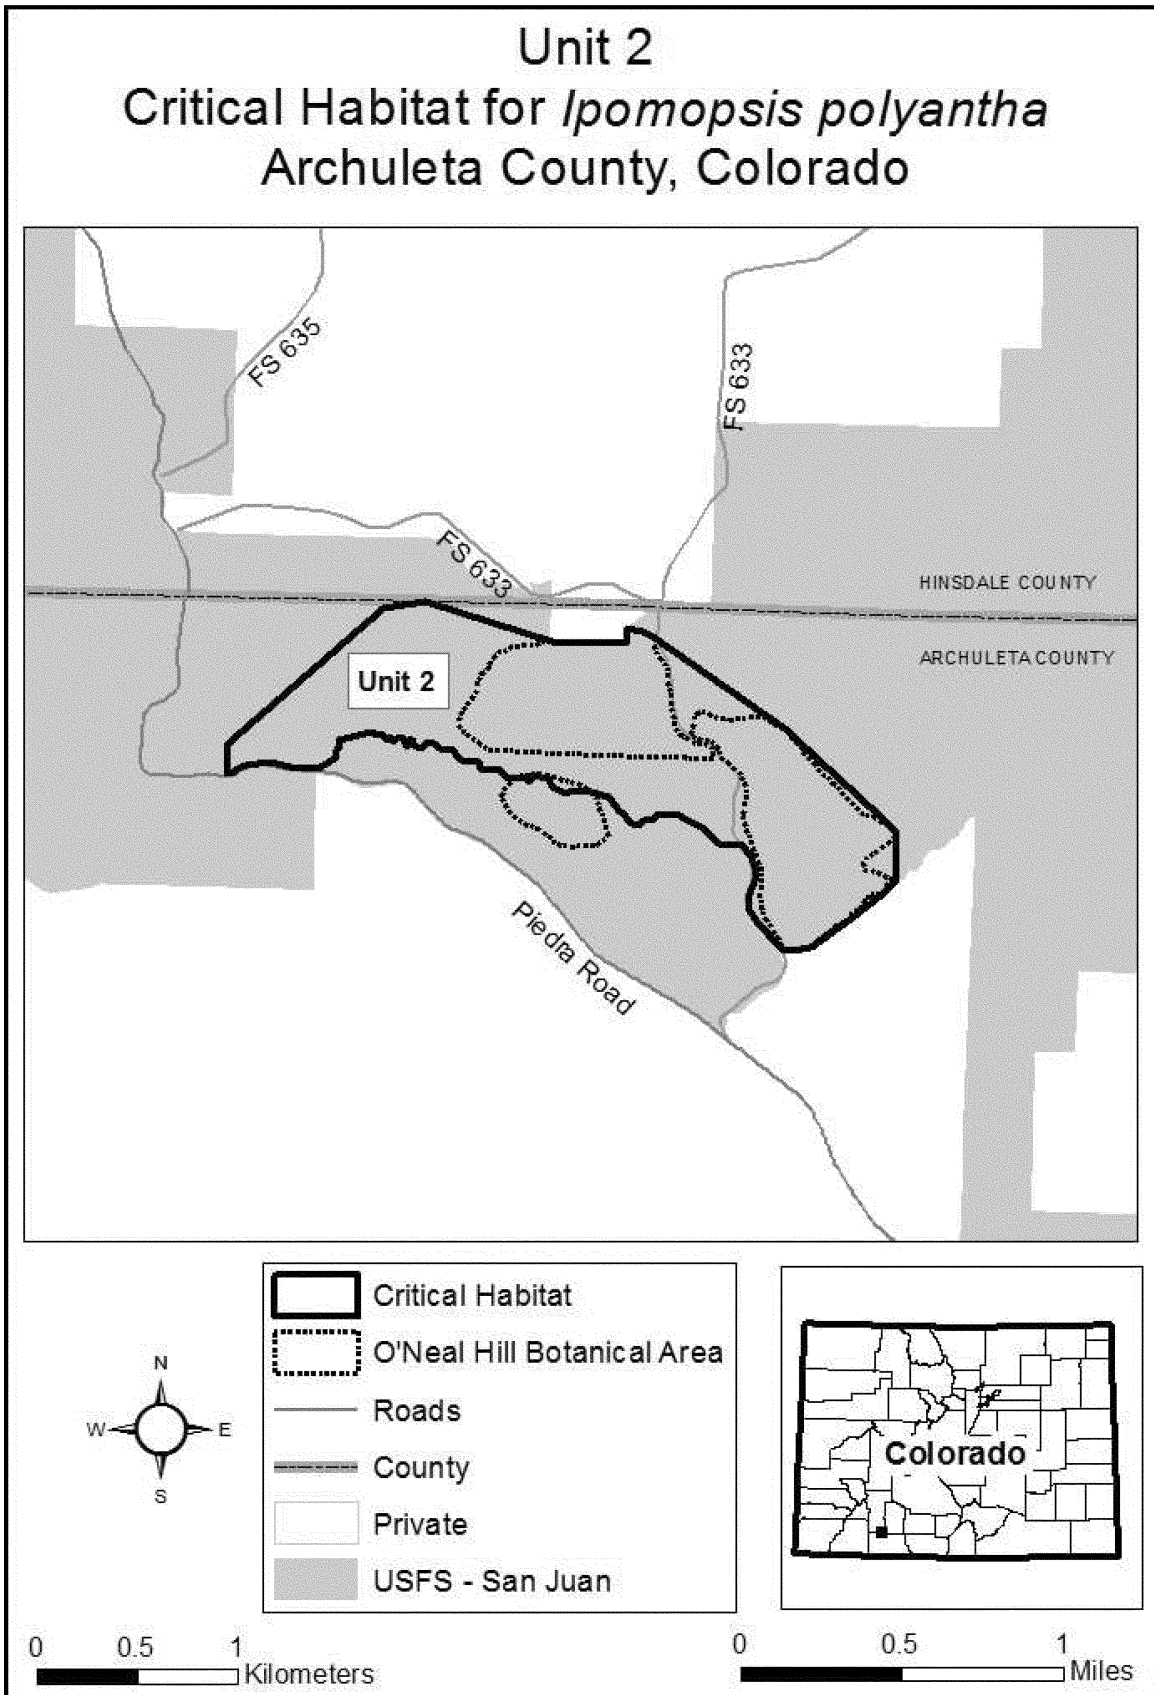 Unit 2
Critical Habitat for Ipomopsis polyantha
Archuleta County, Colorado
FS 635
FS 633
FS 633
HINSDALE COUNTY
ARCHULETA COUNTY
Unit 2
Piedra Road
N
W
E
S
Critical Habitat
O'Neal Hill Botanical Area
Roads
County
Private
USFS - San Juan
Colorado
0 0.5 1
Kilometers
0 0.5 1
Miles